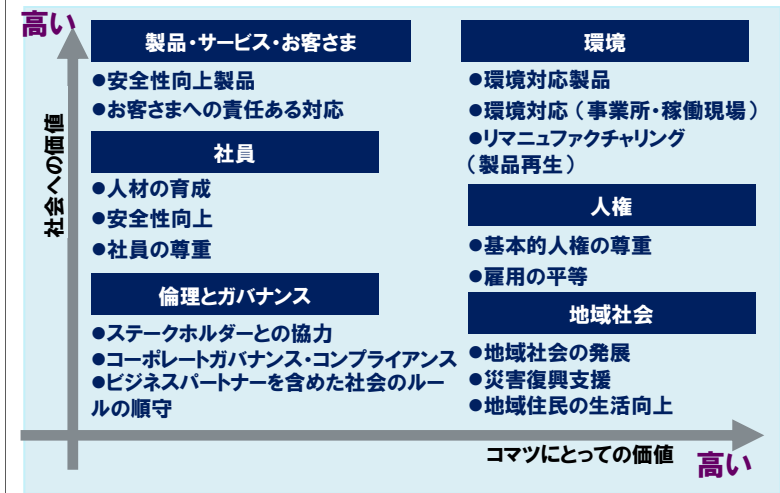 高い
社会への価値
製品・サービス・お客さま
●安全性向上製品
●お客さまへの責任ある対応
社員
●人材の育成
●安全性向上
●社員の尊重
倫理とガバナンス
●ステークホルダーとの協力
●コーポレートガバナンス・コンプライアンス
●ビジネスパートナーを含めた社会のルー
ルの順守
環境
●環境対応製品
●環境対応（事業所・稼働現場）
●リマニュファクチャリング
（製品再生）
人権
●基本的人権の尊重
●雇用の平等
地域社会
●地域社会の発展
●災害復興支援
●地域住民の生活向上
コマツにとっての価値
高い